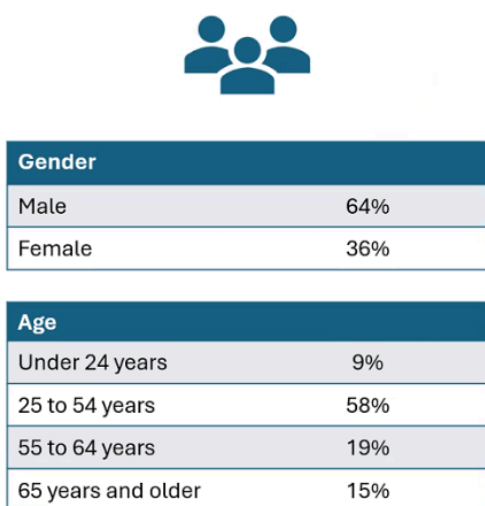 Gender
Male 64%
Female 36%
Age
Under 24 years 9%
25 to 54 years 58%
55 to 64 years 19%
65 years and older 15%